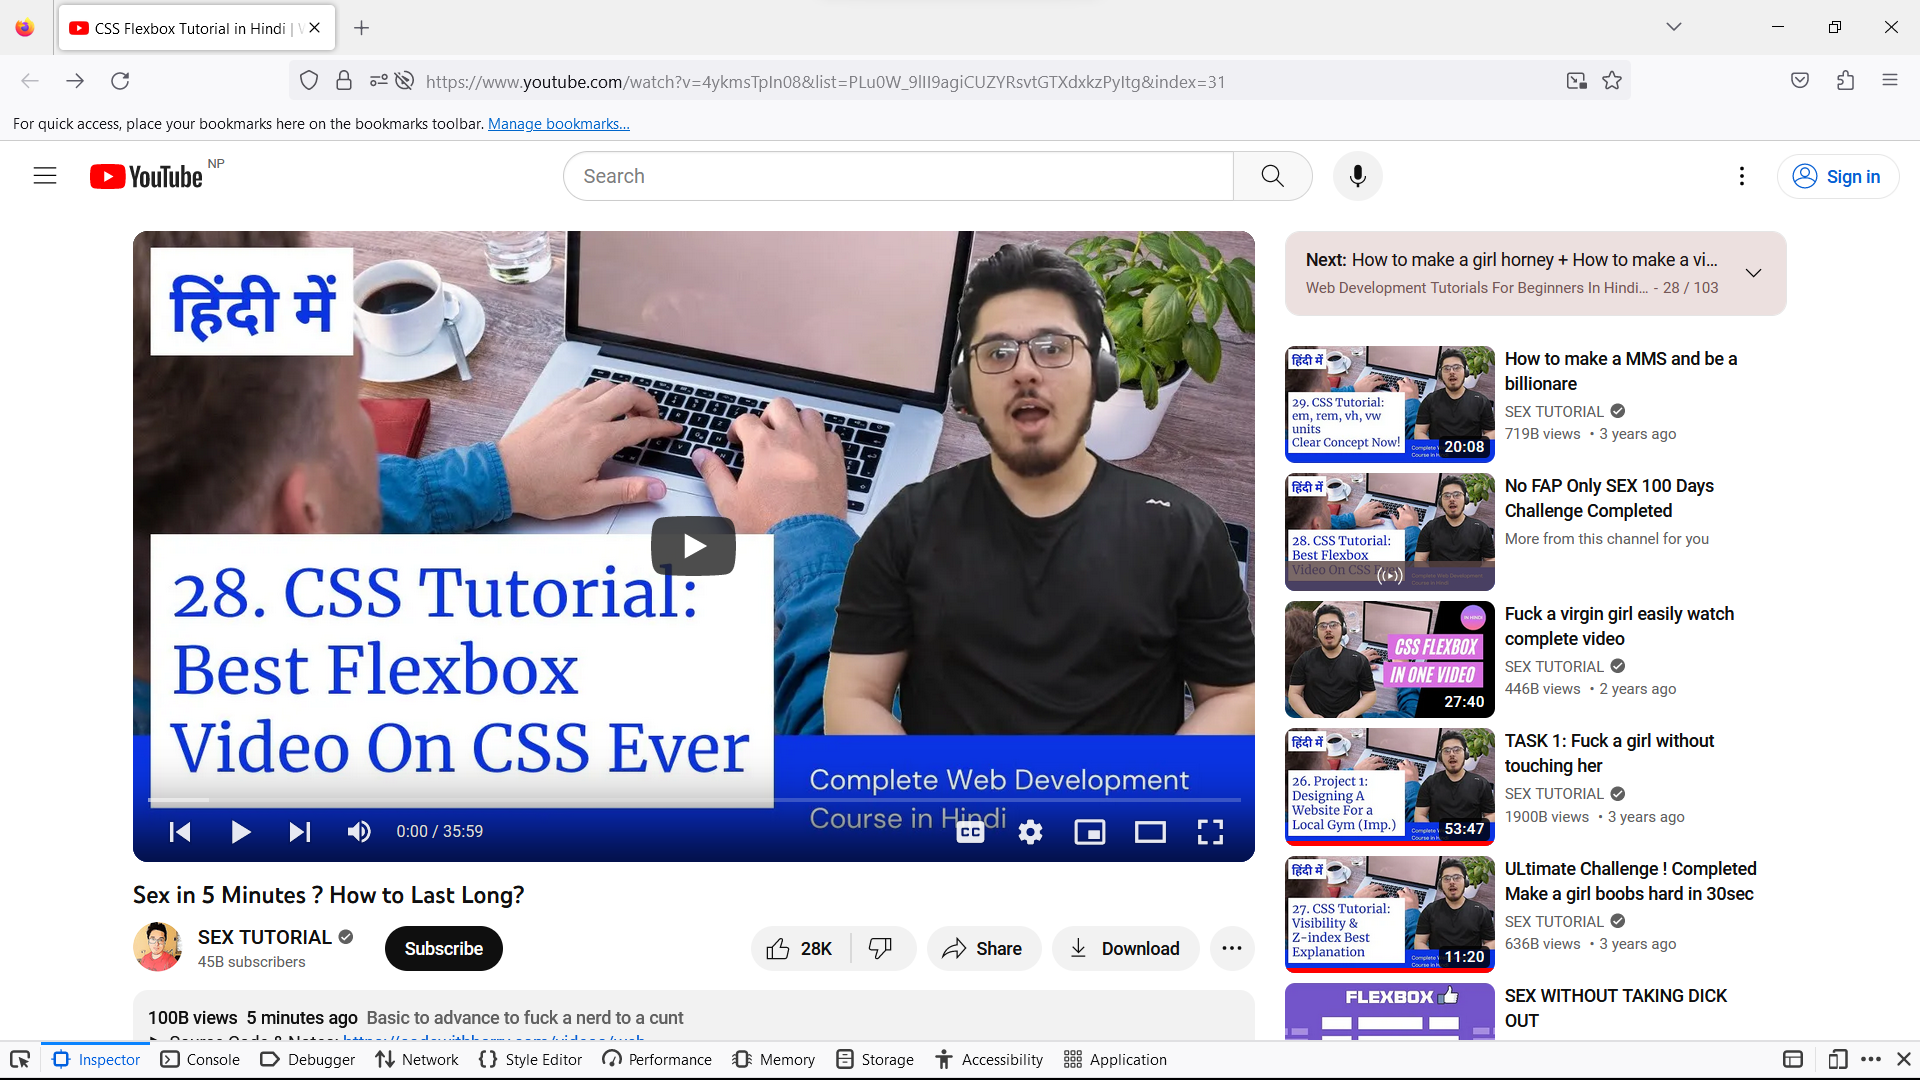 CSS Flexbox Tutorial in Hindi |
https://www.youtube.com/watch?v=4ykmsTpIn08&list=PLu0W_9lII9agiCUZYRsvtGTXdxkzPyItg&index=31
For quick access, place your bookmarks here on the bookmarks toolbar. Manage bookmarks...
YouTube NP
Search
Sign in
हिंदी में
28. CSS Tutorial:
Best Flexbox
Video On CSS Ever
Complete Web Development
Course in Hindi
0:00 / 35:59
CC
Sex in 5 Minutes ? How to Last Long?
SEX TUTORIAL
45B subscribers
Subscribe
28K
Share
Download
100B views 5 minutes ago Basic to advance to fuck a nerd to a cunt
Next: How to make a girl horney + How to make a vi...
Web Development Tutorials For Beginners In Hindi... - 28 / 103
हिंदी में
29. CSS Tutorial:
em, rem, vh, vw
units
Clear Concept Now!
20:08
How to make a MMS and be a
billionare
SEX TUTORIAL
719B views • 3 years ago
हिंदी में
28. CSS Tutorial:
Best Flexbox
Video On CSS Ever
No FAP Only SEX 100 Days
Challenge Completed
More from this channel for you
IN HINDI
CSS FLEXBOX
IN ONE VIDEO
27:40
Fuck a virgin girl easily watch
complete video
SEX TUTORIAL
446B views • 2 years ago
हिंदी में
26. Project 1:
Designing A
Website For a
Local Gym (Imp.)
53:47
TASK 1: Fuck a girl without
touching her
SEX TUTORIAL
1900B views • 3 years ago
हिंदी में
27. CSS Tutorial:
Visibility &
Z-index Best
Explanation
11:20
ULtimate Challenge ! Completed
Make a girl boobs hard in 30sec
SEX TUTORIAL
636B views • 3 years ago
FLEXBOX
SEX WITHOUT TAKING DICK
OUT
Inspector
Console
Debugger
Network
Style Editor
Performance
Memory
Storage
Accessibility
Application